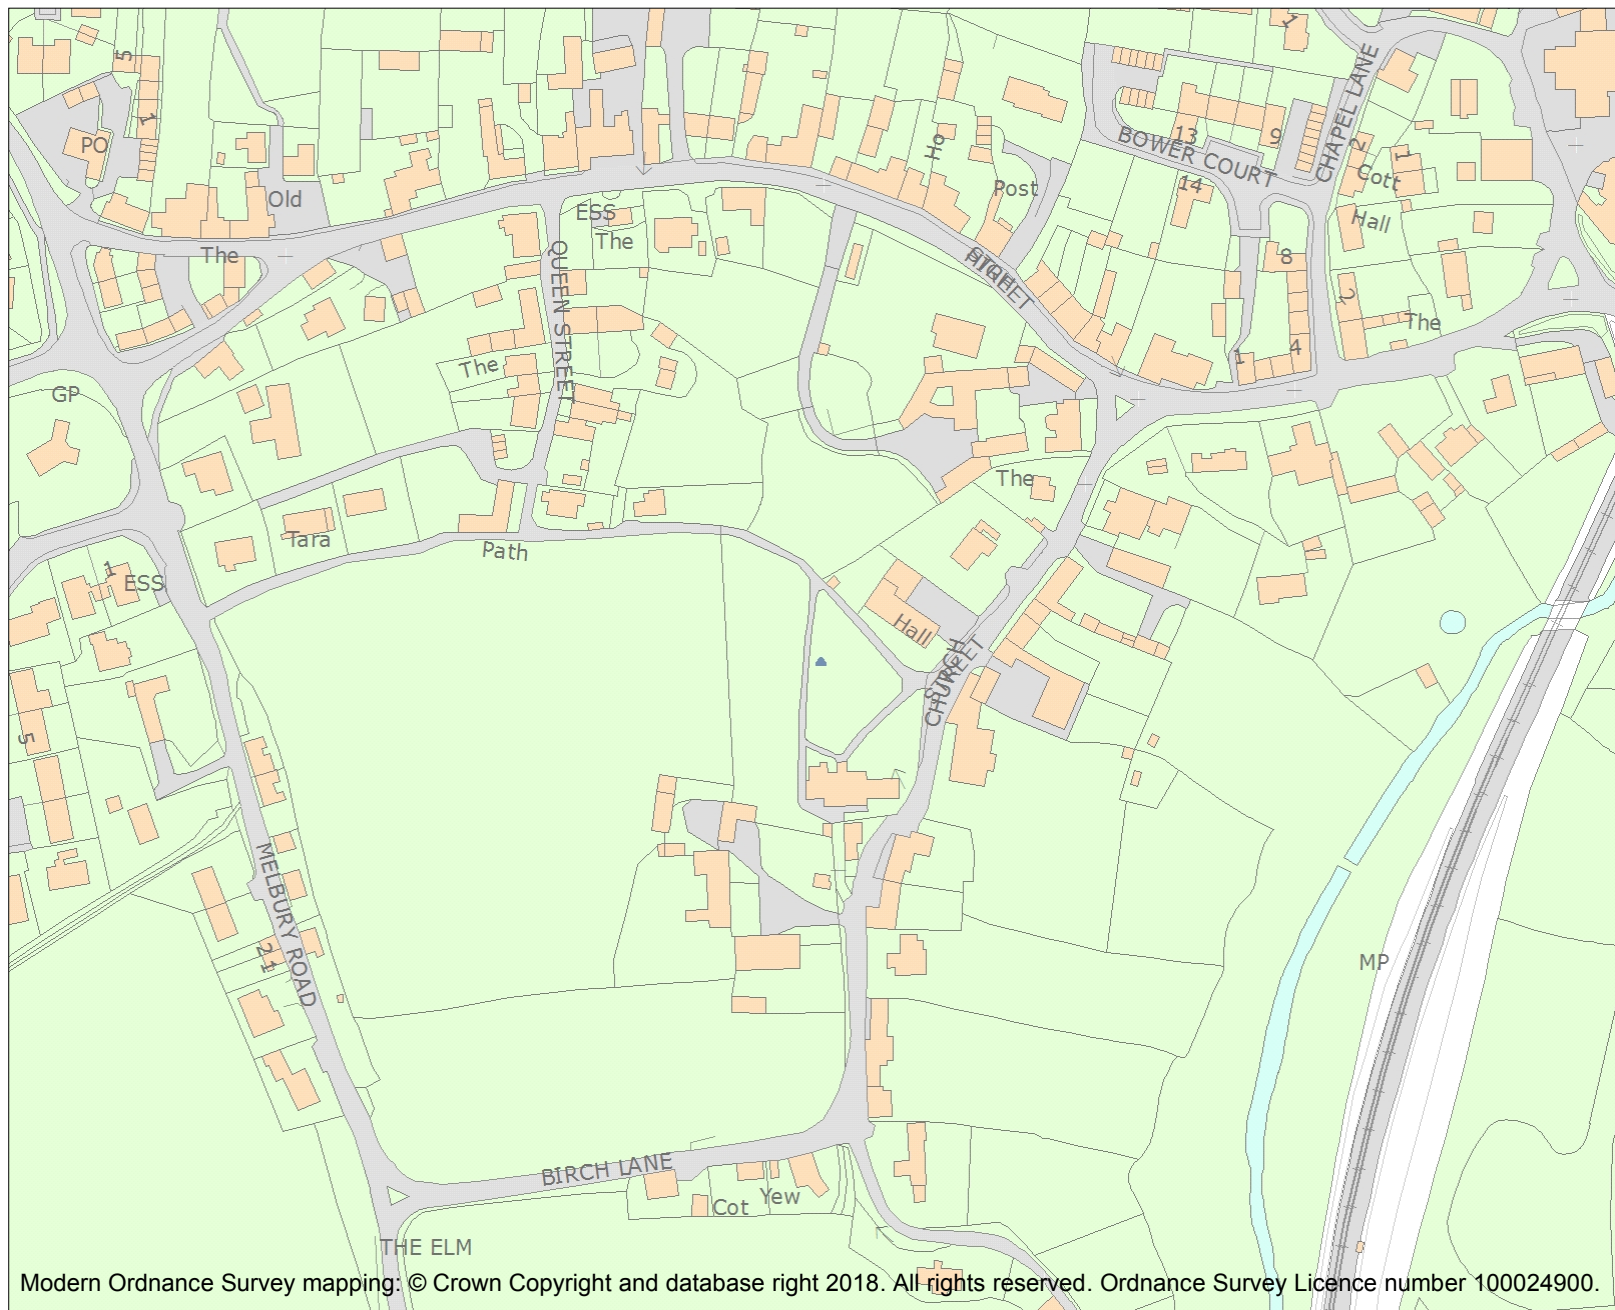 5
1
PO
Old
The
ESS
The
QUEEN STREET
The
Ho
Post
HIGH
STREET
BOWER COURT
13
9
14
CHAPEL LANE
1
2
1
Cott
Hall
8
2
The
1
4
GP
The
Tara
Path
1
ESS
5
Hall
CHURCH
STREET
MELBURY ROAD
21
MP
BIRCH LANE
Cot
Yew
THE ELM
Modern Ordnance Survey mapping: © Crown Copyright and database right 2018. All rights reserved. Ordnance Survey Licence number 100024900.